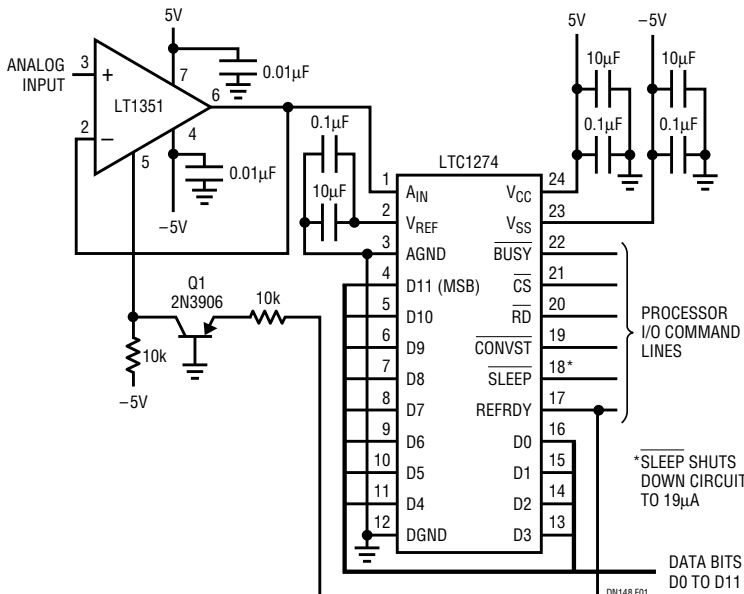 5V
ANALOG
INPUT
3
+
7
0.01µF
LT1351
6
2
–
4
5
0.01µF
–5V
Q1
2N3906
10k
10k
–5V
0.1µF
10µF
5V
–5V
10µF
10µF
0.1µF
0.1µF
LTC1274
1
AIN
2
VREF
3
AGND
4
D11 (MSB)
5
D10
6
D9
7
D8
8
D7
9
D6
10
D5
11
D4
12
DGND
24
VCC
23
VSS
22
BUSY
21
CS
20
RD
19
CONVST
18*
SLEEP
17
REFRDY
16
D0
15
D1
14
D2
13
D3
PROCESSOR
I/O COMMAND
LINES
*SLEEP SHUTS
DOWN CIRCUIT
TO 19µA
DATA BITS
D0 TO D11
DN148 F01